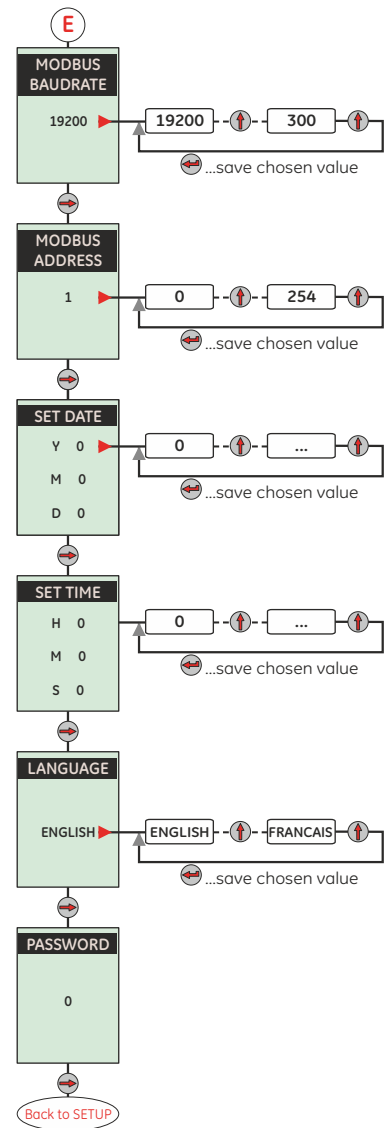 E
MODBUS
BAUDRATE
19200
19200
300
...save chosen value
MODBUS
ADDRESS
1
0
254
...save chosen value
SET DATE
Y 0
0
...
M 0
...save chosen value
D 0
SET TIME
H 0
0
...
M 0
...save chosen value
S 0
LANGUAGE
ENGLISH
ENGLISH
FRANCAIS
...save chosen value
PASSWORD
0
Back to SETUP